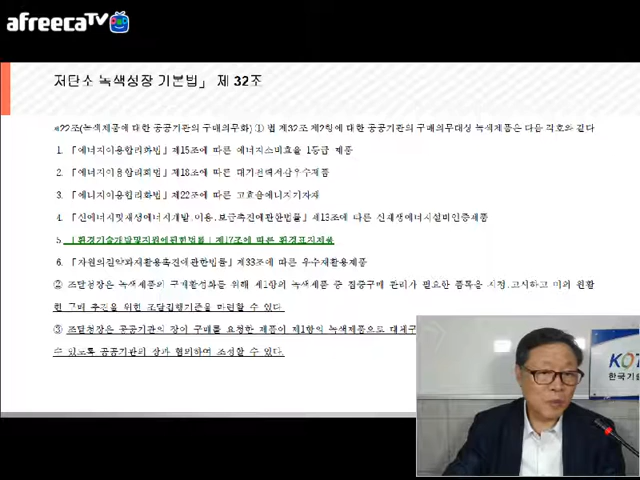 afreecaTV
저탄소 녹색성장 기본법」 제 32조
제22조(녹색제품에 대한 공공기관의 구매의무화) ① 법 제32조 제2항에 대한 공공기관의 구매의무대상 녹색제품은 다음 각호와 같다
1. 「에너지이용합리화법」 제15조에 따른 에너지소비효율 1등급 제품
2. 「에너지이용합리화법」 제18조에 따른 대기전력저감우수제품
3. 「에너지이용합리화법」 제22조에 따른 고효율에너지기자재
4. 「신에너지및재생에너지개발.이용.보급촉진에관한법률」 제13조에 따른 신재생에너지설비인증제품
5. 「환경기술개발및지원에관한법률」 제17조에 따른 환경표지제품
6. 「자원의절약과재활용촉진에관한법률」 제33조에 따른 우수재활용제품
② 조달청장은 녹색제품의 구매활성화를 위해 제1항의 녹색제품 중 집중구매 관리가 필요한 품목을 지정.고시하고 이의 원활
한 구매 추진을 위한 조달집행기준을 마련할 수 있다.
③ 조달청장은 공공기관의 장이 구매를 요청한 제품이 제1항의 녹색제품으로 대체구
수 있도록 공공기관의 장과 협의하여 조정할 수 있다.
한국기술